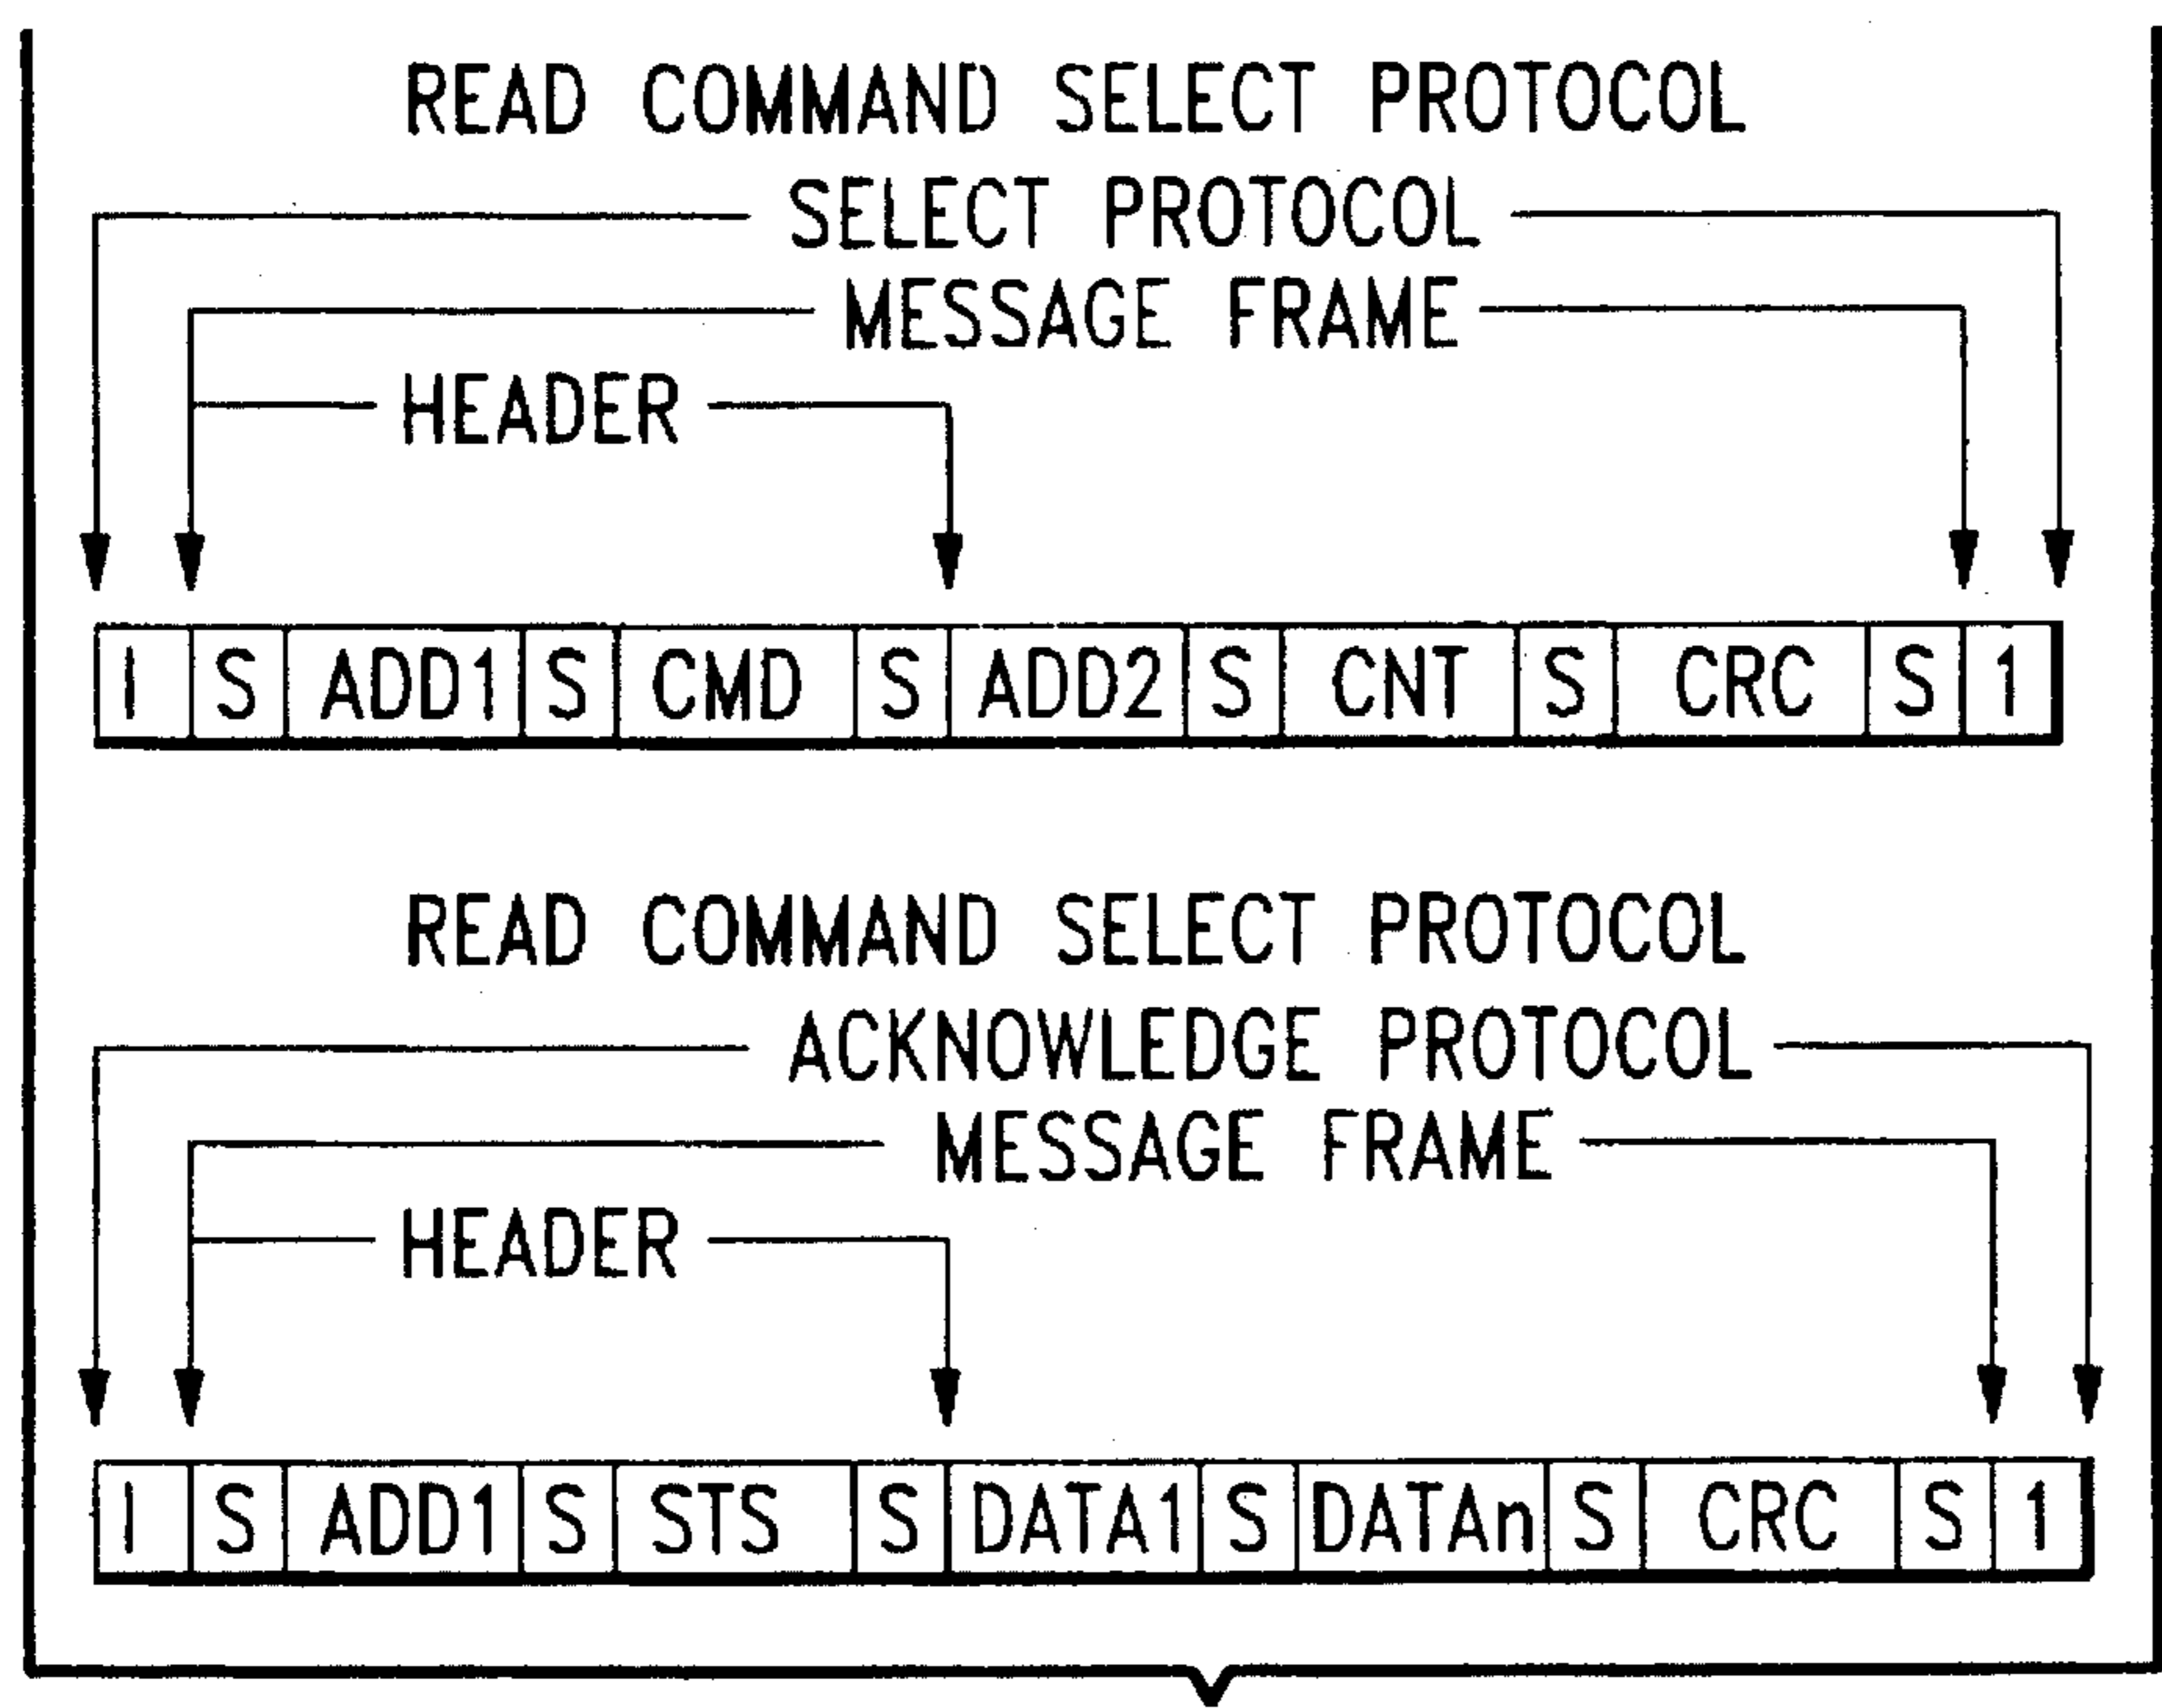 READ COMMAND SELECT PROTOCOL
SELECT PROTOCOL
MESSAGE FRAME
HEADER
I S ADD1 S CMD S ADD2 S CNT S CRC S 1
READ COMMAND SELECT PROTOCOL
ACKNOWLEDGE PROTOCOL
MESSAGE FRAME
HEADER
I S ADD1 S STS S DATA1 S DATAn S CRC S 1